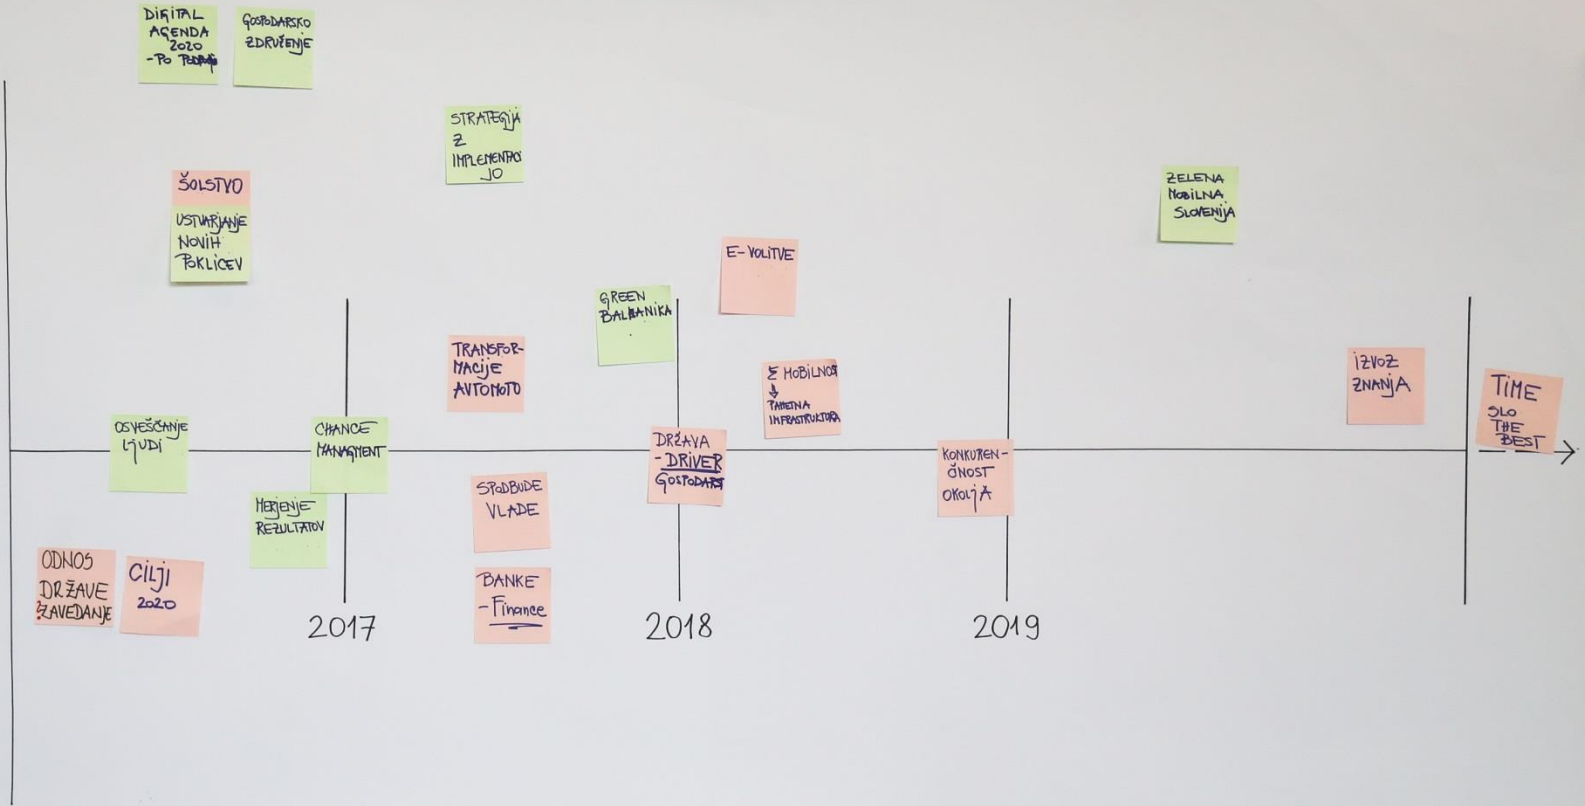 DIGITAL
AGENDA
2020
-PO
GOSPODARSKO
ZDRUŽENJE
STRATEGIJA
Z
IMPLEMENTACI
JO
ŠOLSTVO
USTVARJANJE
NOVIH
POKLICEV
ZELENA
MOBILNA
SLOVENIJA
E-VOLITVE
GREEN
BALKANIKA
TRANSFOR-
MACIJE
AVTOMOTO
E MOBILNOST
↓
PAMETNA
INFRASTRUKTURA
IZVOZ
ZNANJA
TIME
SLO
THE
BEST
OSVEŠČANJE
LJUDI
CHANCE
MANAGMENT
DRŽAVA
-DRIVER
GOSPODARST
KONKUREN-
ČNOST
OKOLJA
MERJENJE
REZULTATOV
SPODBUDE
VLADE
ODNOS
DRŽAVE
?ZAVEDANJE
CILJI
2020
BANKE
-Finance
2017
2018
2019